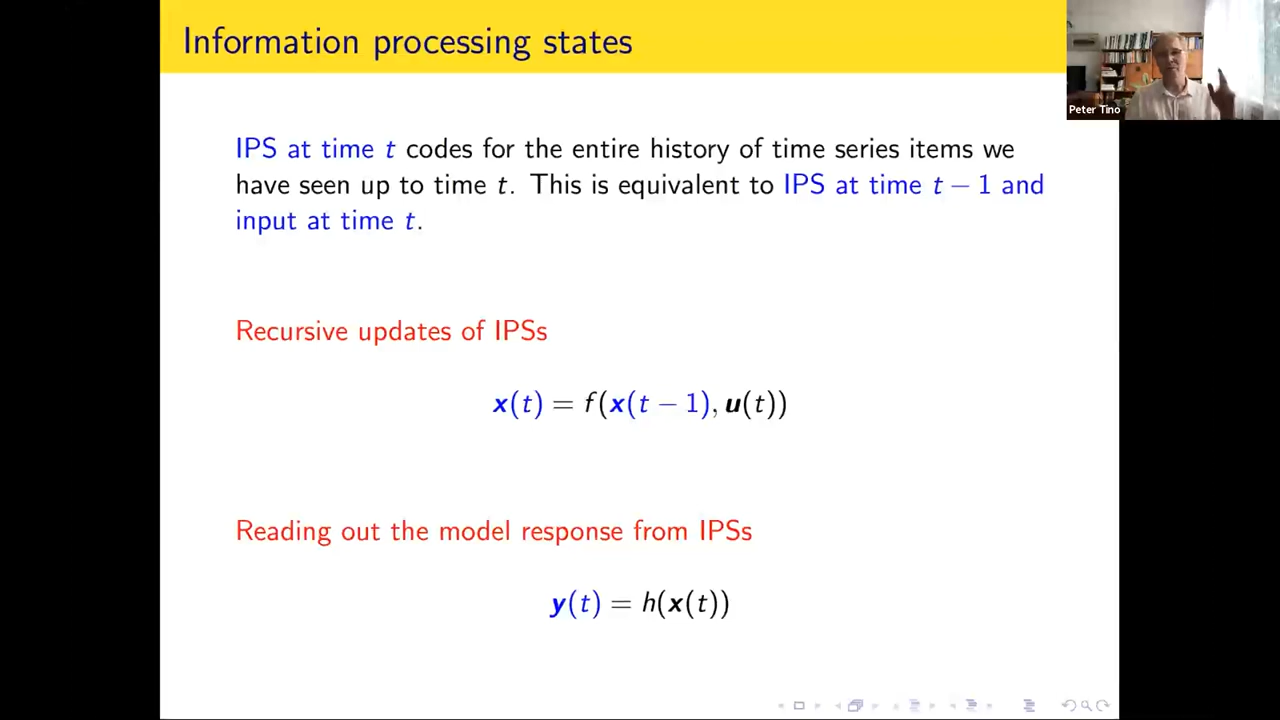 Information processing states
Peter Tino
IPS at time t codes for the entire history of time series items we
have seen up to time t. This is equivalent to IPS at time t − 1 and
input at time t.
Recursive updates of IPSs
x(t) = f(x(t − 1), u(t))
Reading out the model response from IPSs
y(t) = h(x(t))